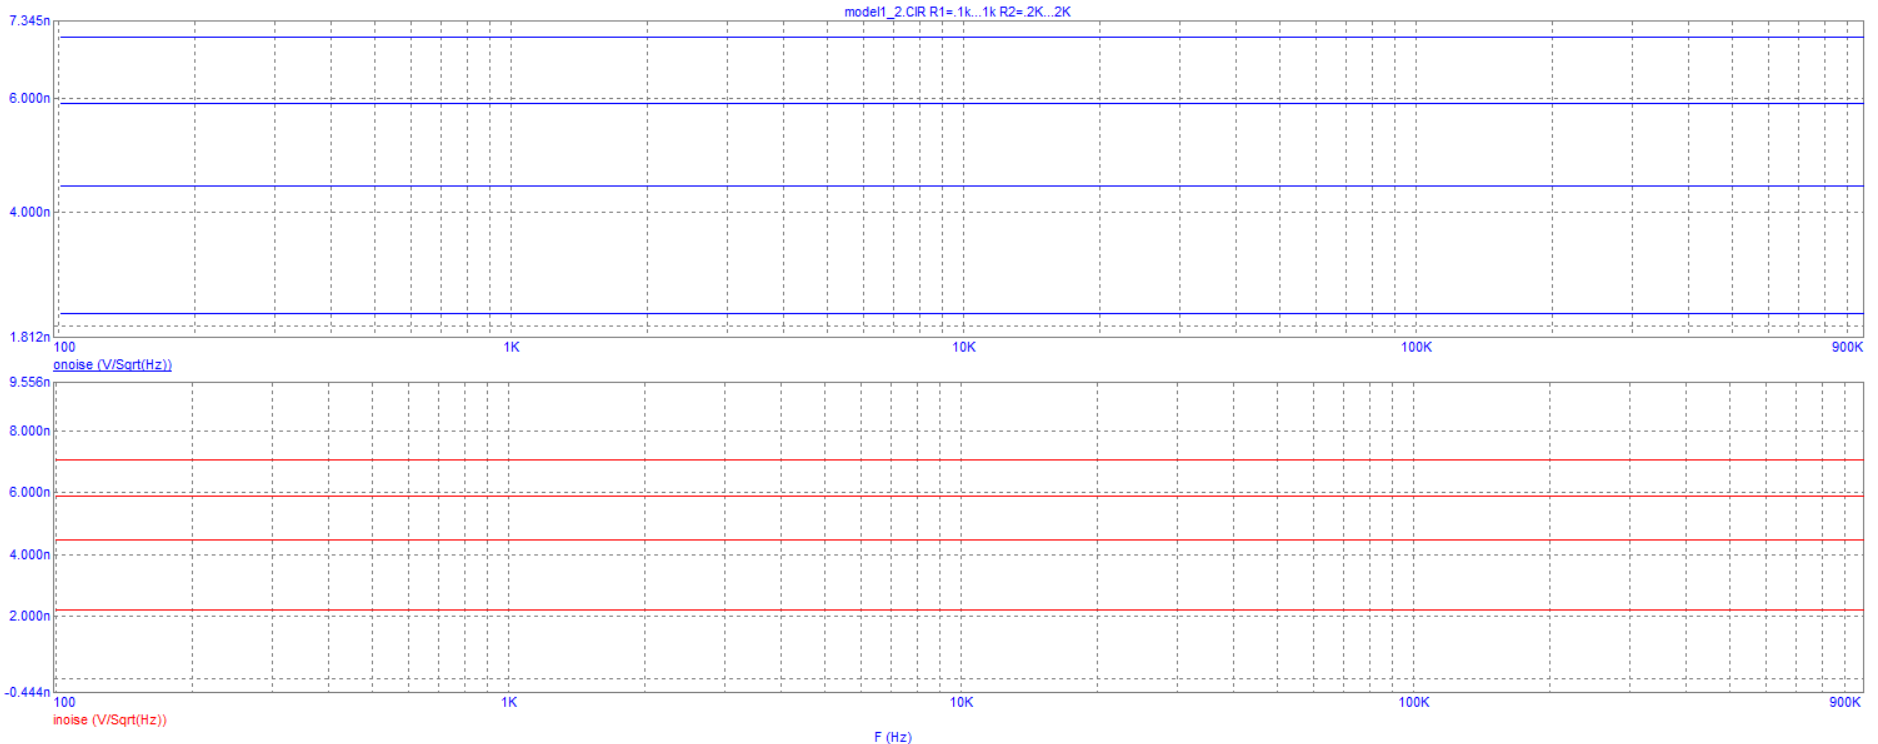 model1_2.CIR R1=.1k...1k R2=.2K...2K
7.345n
6.000n
4.000n
1.812n
100 1K 10K 100K 900K
onoise (V/Sqrt(Hz))
9.556n
8.000n
6.000n
4.000n
2.000n
-0.444n
100 1K 10K 100K 900K
inoise (V/Sqrt(Hz))
F (Hz)